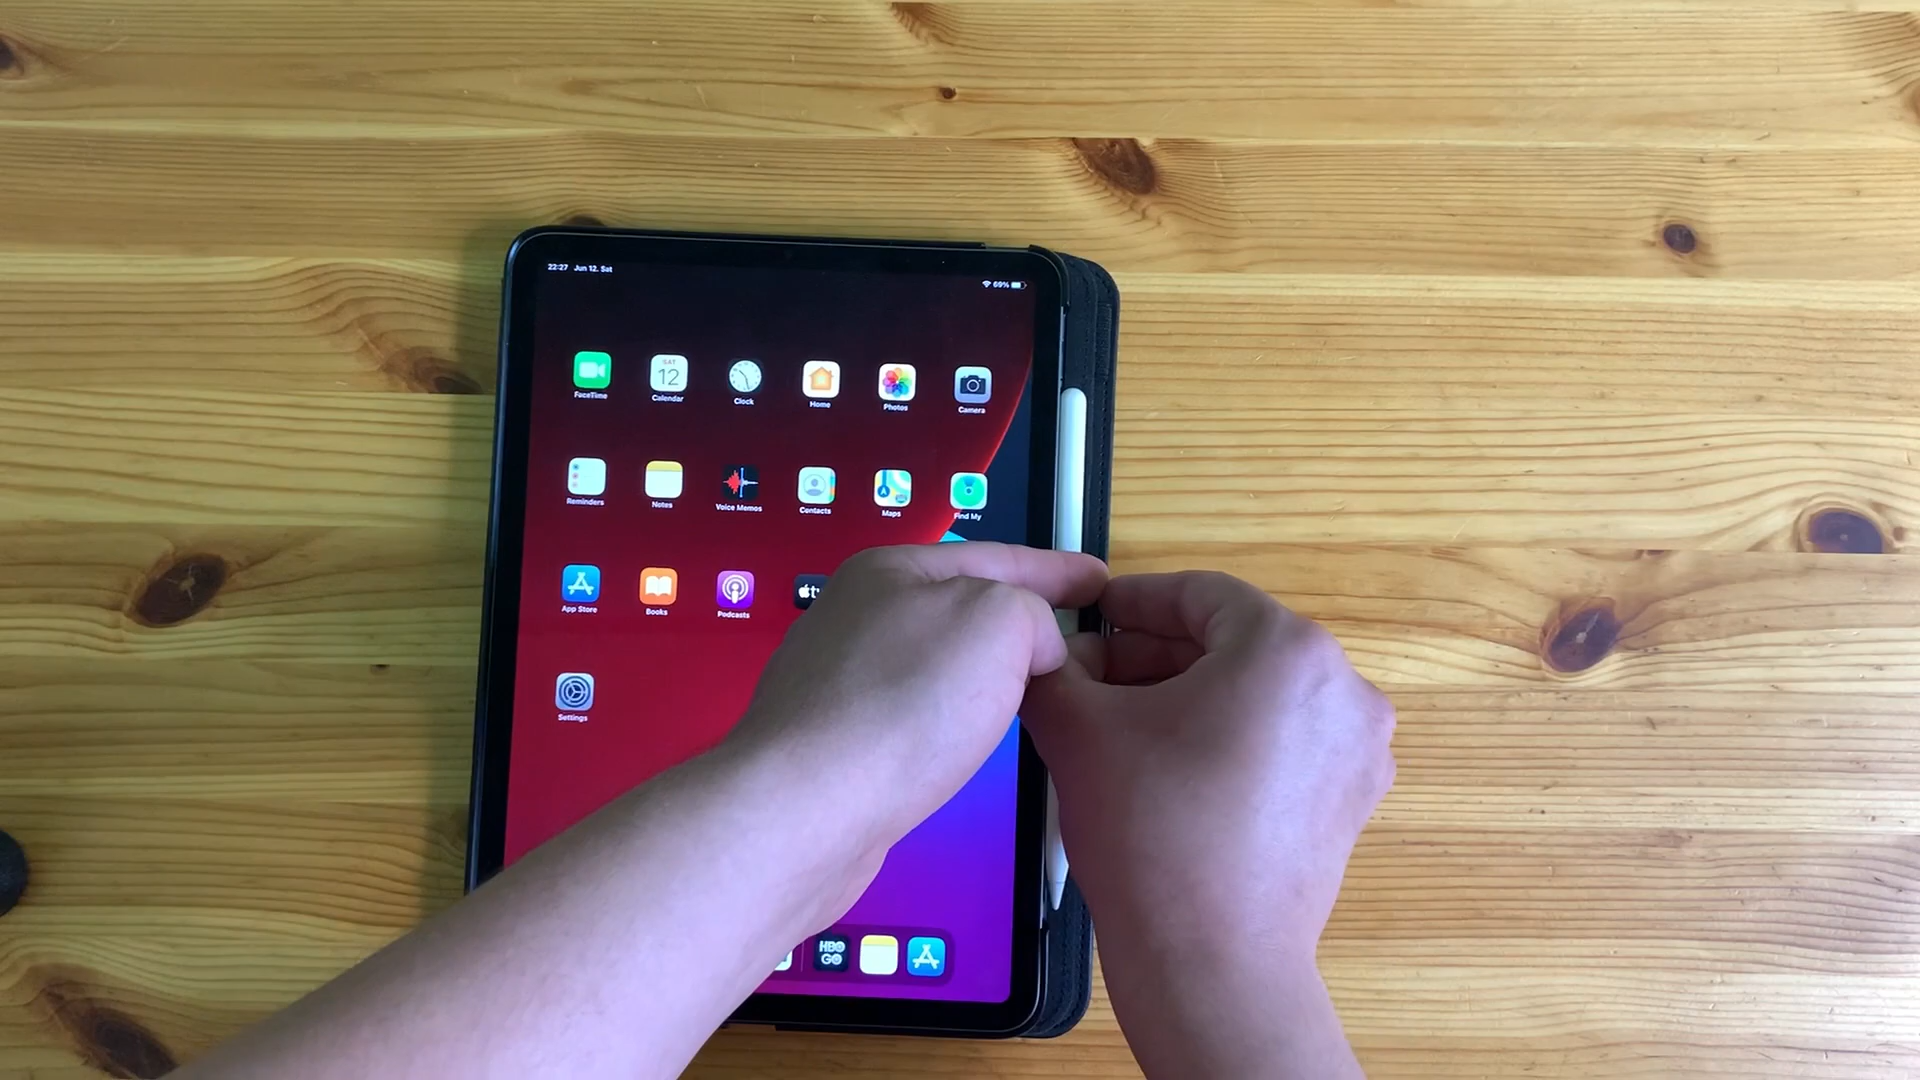 22:27 Jun 12. Sat
69%
SAT
12
FaceTime
Calendar
Clock
Home
Photos
Camera
Reminders
Notes
Voice Memos
Contacts
Maps
Find My
App Store
Books
Podcasts
tv
Settings
HBO
GO